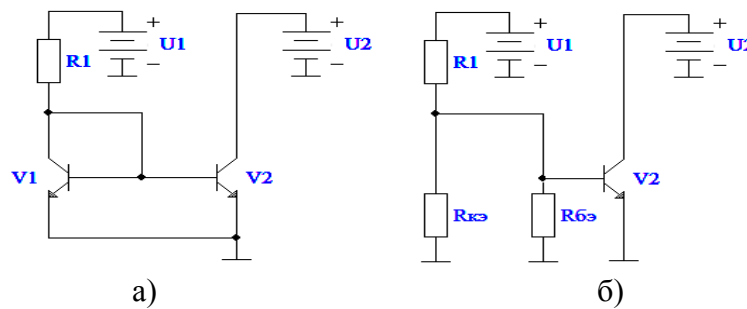 + + + +
U1 U2 U1 U2
R1 − − R1 − −
V1 V2 V2
Rкэ Rбэ
а) б)